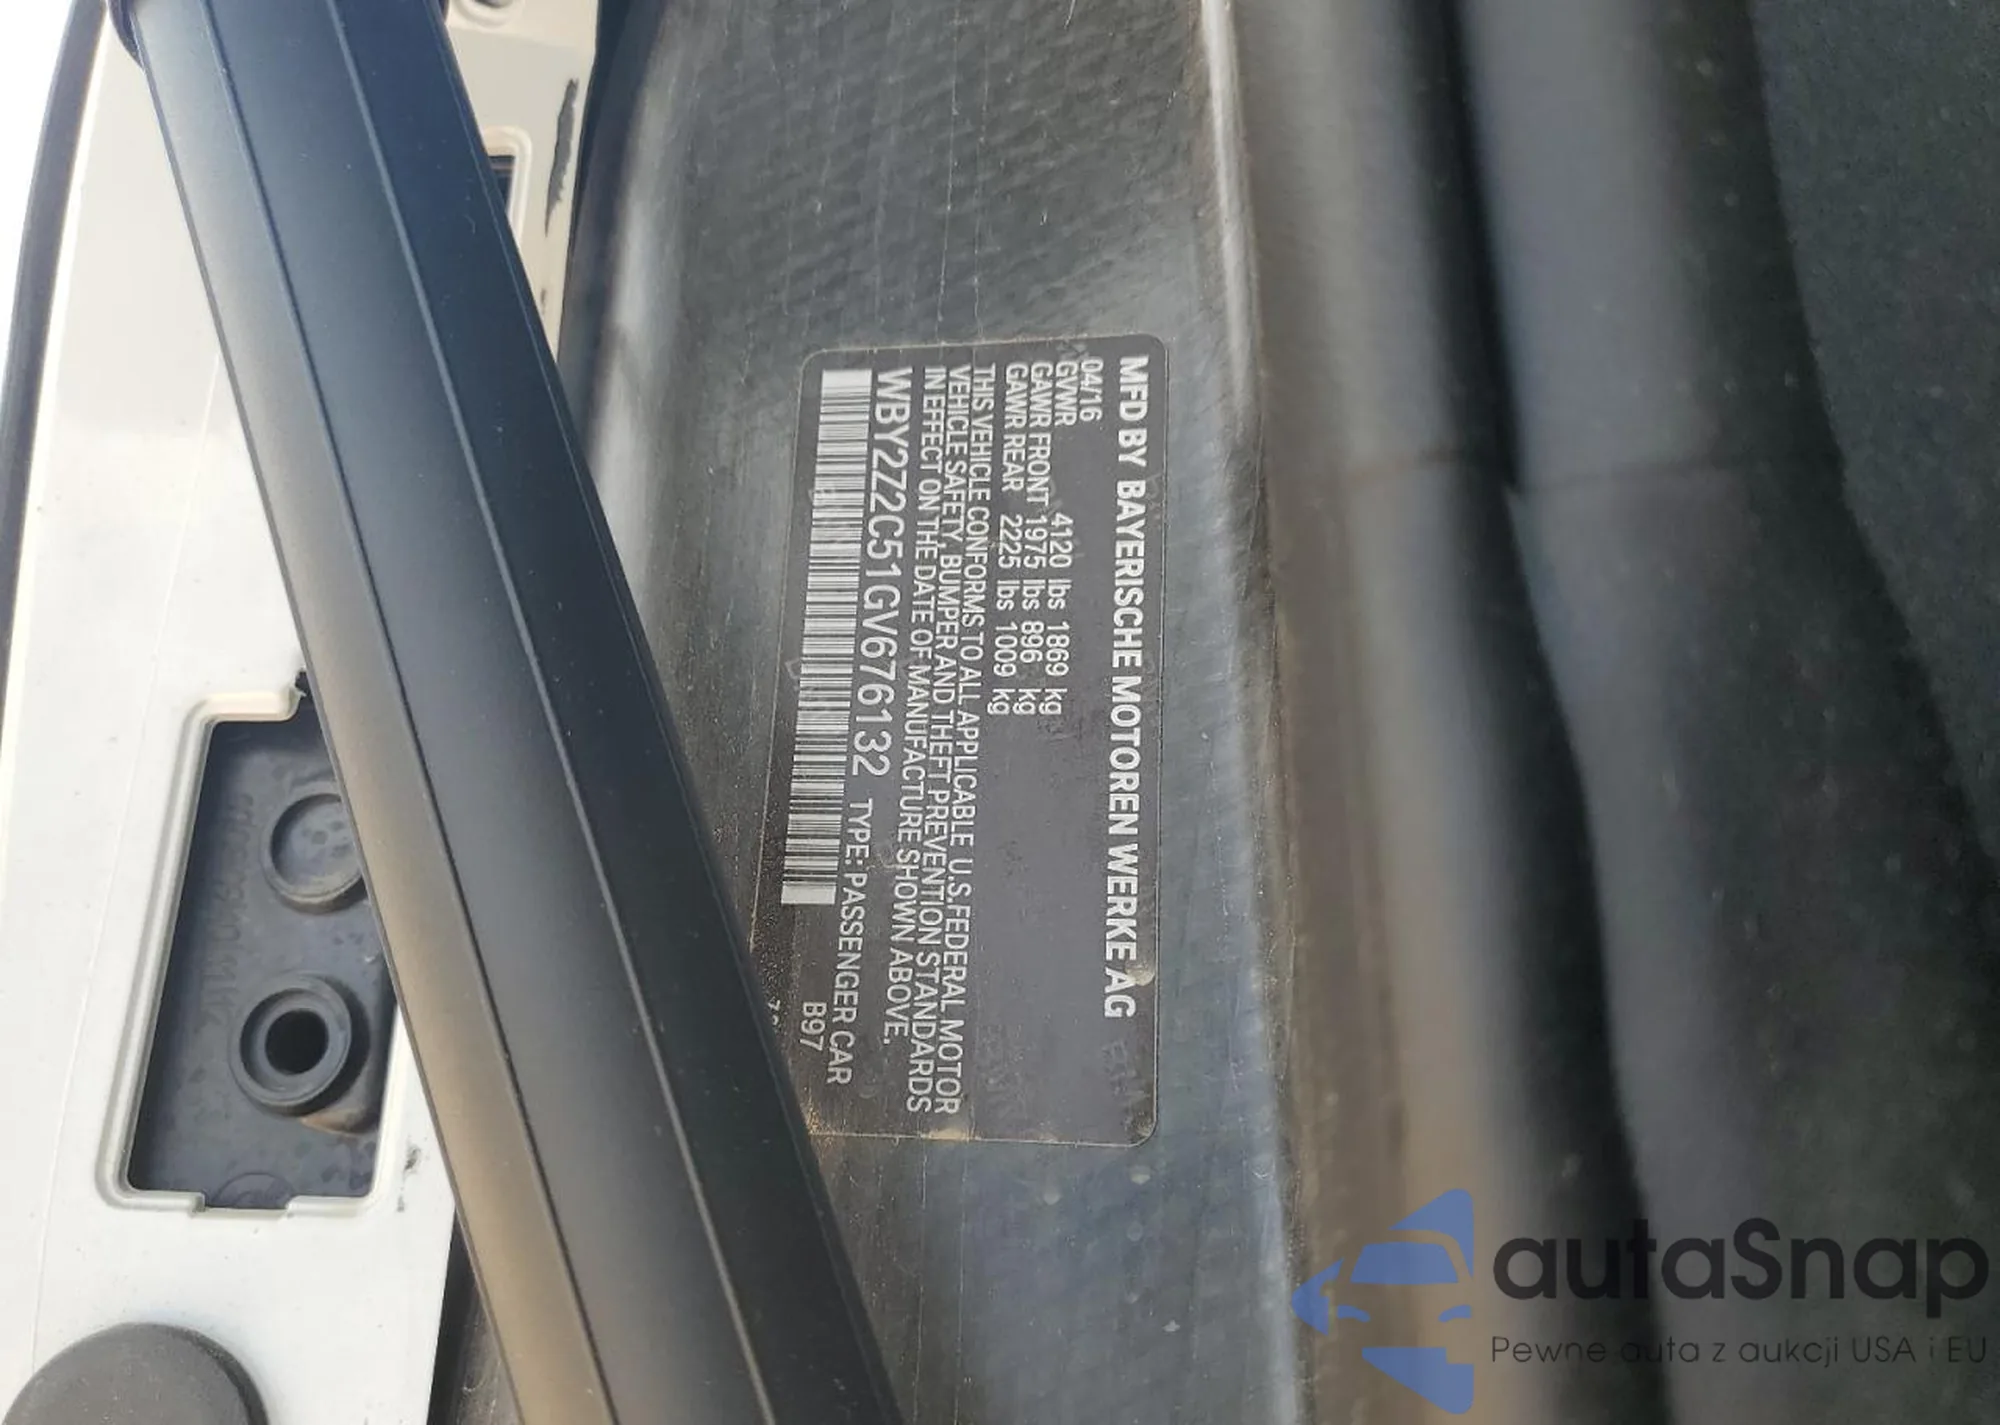 MFD BY BAYERISCHE MOTOREN WERKE AG
04/16
GVWR 4120 lbs 1869 kg
GAWR FRONT 1975 lbs 896 kg
GAWR REAR 2225 lbs 1009 kg
THIS VEHICLE CONFORMS TO ALL APPLICABLE U.S.FEDERAL MOTOR
VEHICLE SAFETY, BUMPER AND THEFT PREVENTION STANDARDS
IN EFFECT ON THE DATE OF MANUFACTURE SHOWN ABOVE.
WBY2Z2C51GV676132 TYPE: PASSENGER CAR
B97
autaSnap
Pewne auta z aukcji USA i EU